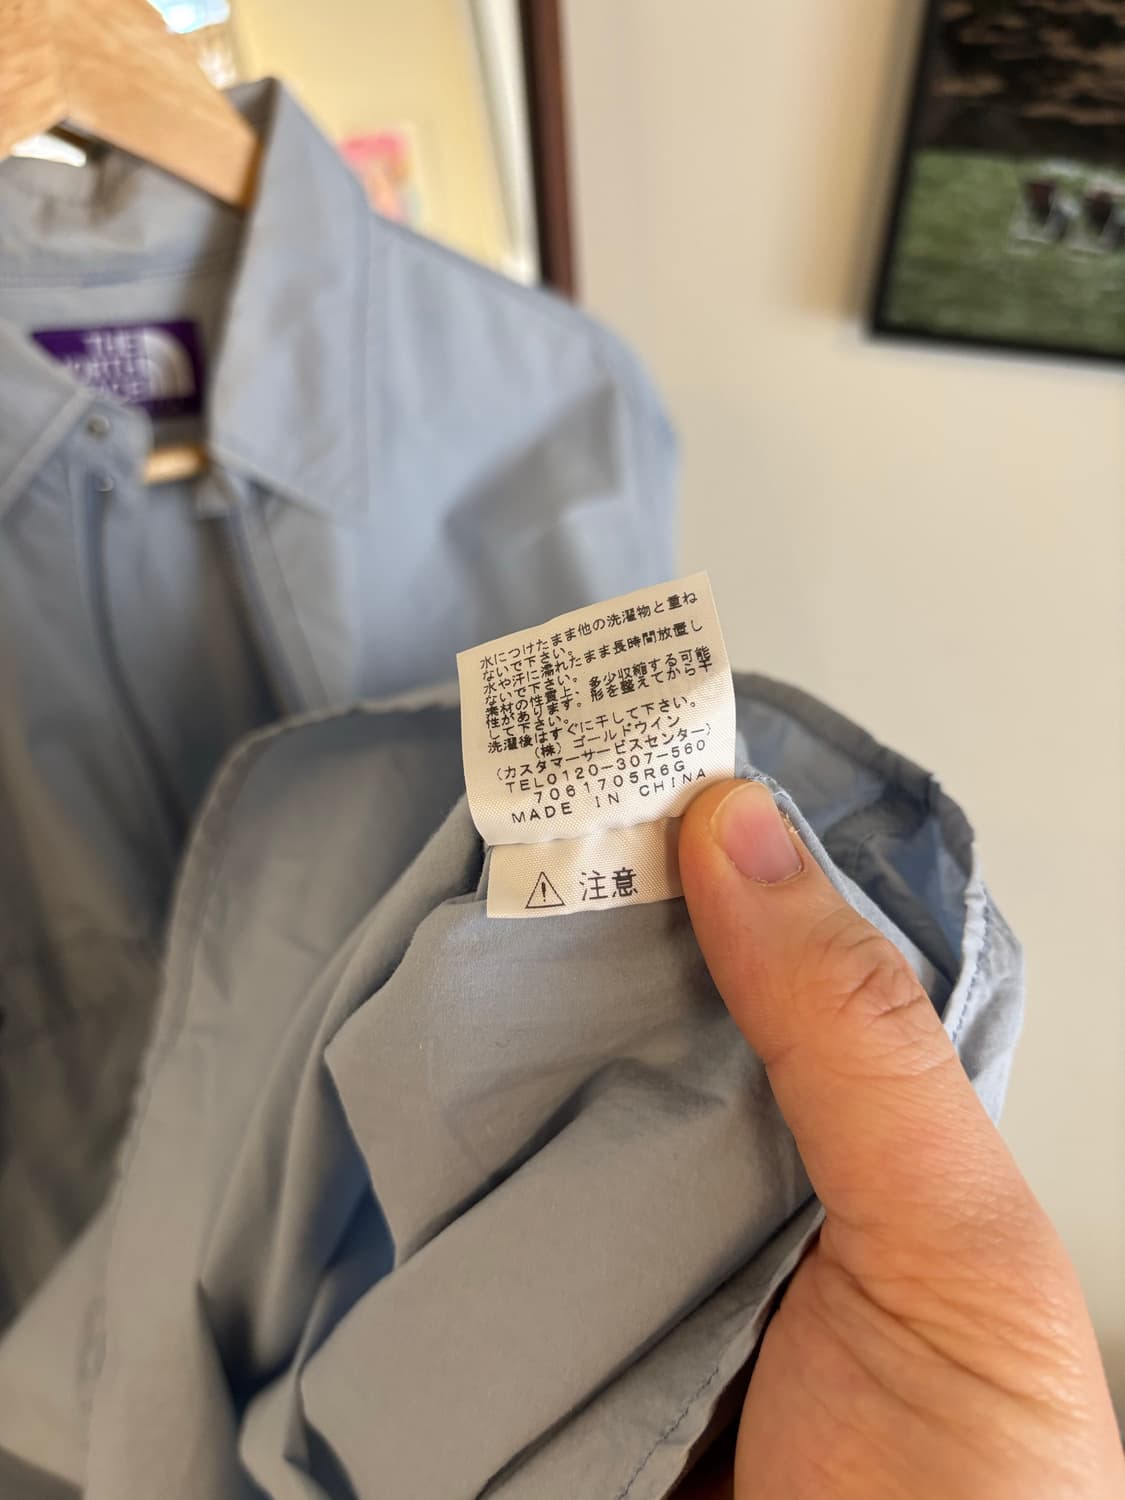 THE
NORTH
FACE
水につけたまま他の洗濯物と重ね
ないで下さい。
水や汗に濡れたまま長時間放置し
ないで下さい。
素材の性質上、多少収縮する可能
性があります。形を整えてから干
して下さい。
洗濯後はすぐに干して下さい。
(株)ゴールドウイン
(カスタマーサービスセンター)
TEL0120-307-560
7061705R6G
MADE IN CHINA
注意